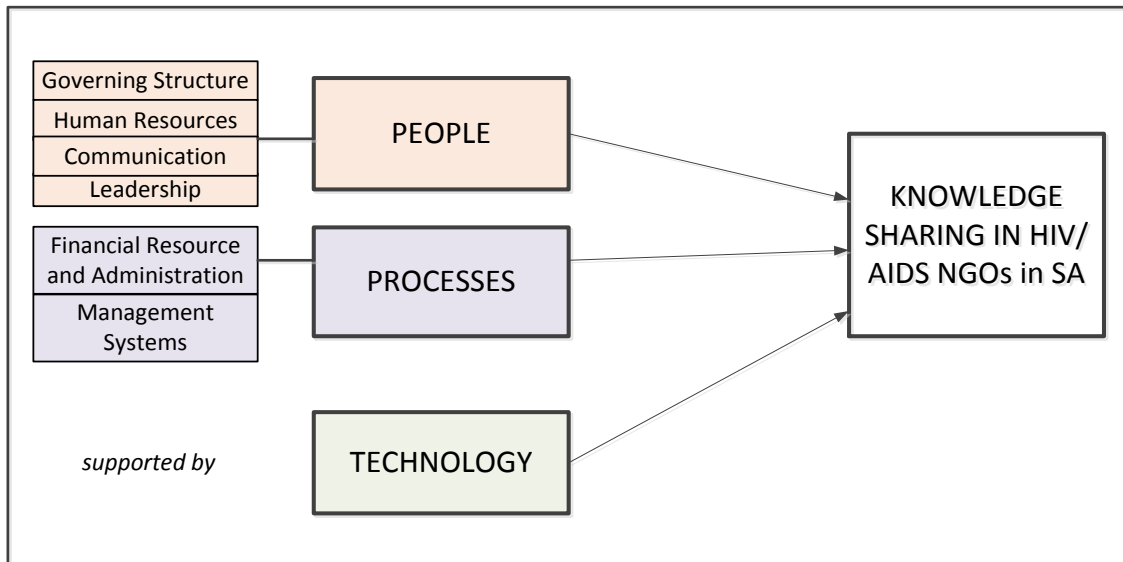 Governing Structure
Human Resources
Communication
Leadership
PEOPLE
Financial Resource
and Administration
Management
Systems
PROCESSES
supported by
TECHNOLOGY
KNOWLEDGE
SHARING IN HIV/
AIDS NGOs in SA